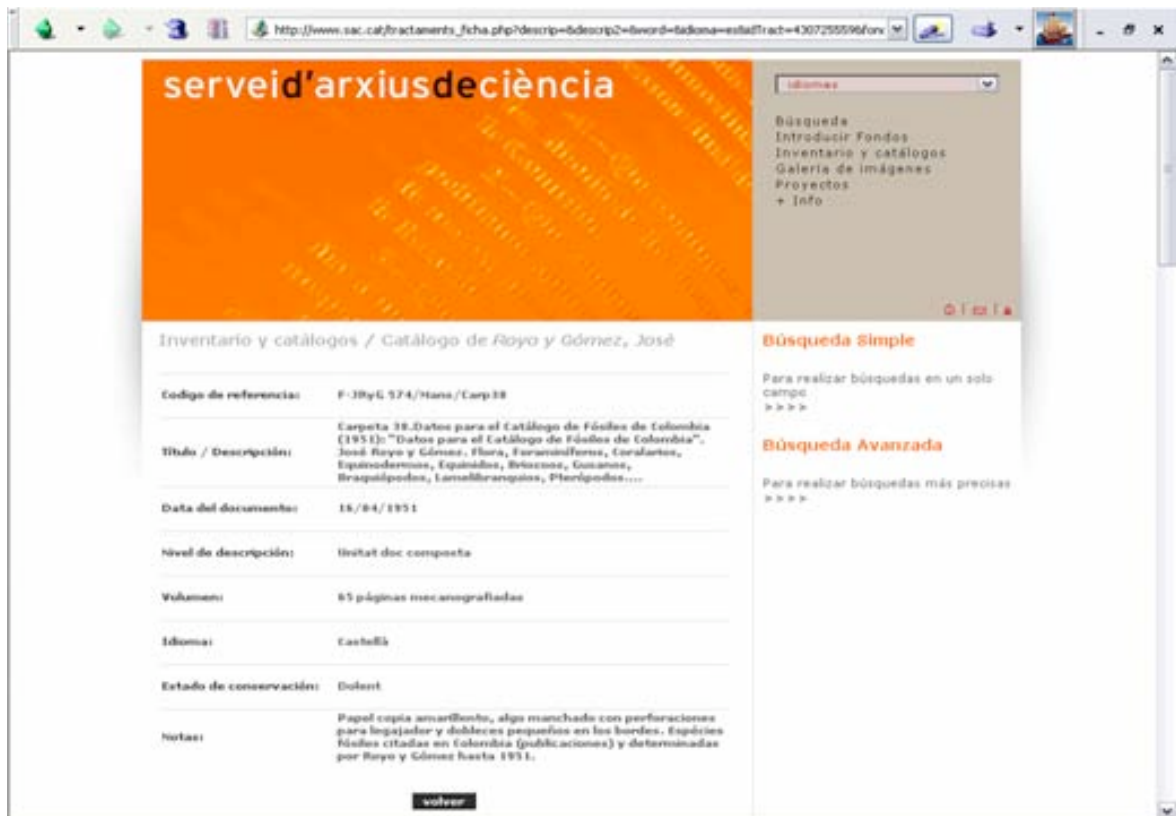 http://www.sac.cat/tractaments_ficha.php?descrip=&descrip2=&word=&idioma=es&idTract=4307255596for
serveid'arxiusdeciència
idiomas
Búsqueda
Introducir Fondos
Inventario y catálogos
Galería de imágenes
Proyectos
+ Info
Inventario y catálogos / Catálogo de Royo y Gómez, José
Codigo de referencia: F-JRyG 574/Mans/Carp38
Título / Descripción: Carpeta 38.Datos para el Catálogo de Fósiles de Colombia
(1951): "Datos para el Catálogo de Fósiles de Colombia".
José Royo y Gómez. Flora, Foraminíferos, Coralarios,
Equinodermos, Equínidos, Briozoos, Gusanos,
Braquiópodos, Lamelibranquios, Pterópodos....
Data del documento: 16/04/1951
Nivel de descripción: Unitat doc composta
Volumen: 65 páginas mecanografiadas
Idioma: Castellà
Estado de conservación: Dolent
Notas: Papel copia amarillento, algo manchado con perforaciones
para legajador y dobleces pequeños en los bordes. Espécies
fósiles citadas en Colombia (publicaciones) y determinadas
por Royo y Gómez hasta 1951.
volver
Búsqueda Simple
Para realizar búsquedas en un solo
campo
>>>>
Búsqueda Avanzada
Para realizar búsquedas más precisas
>>>>